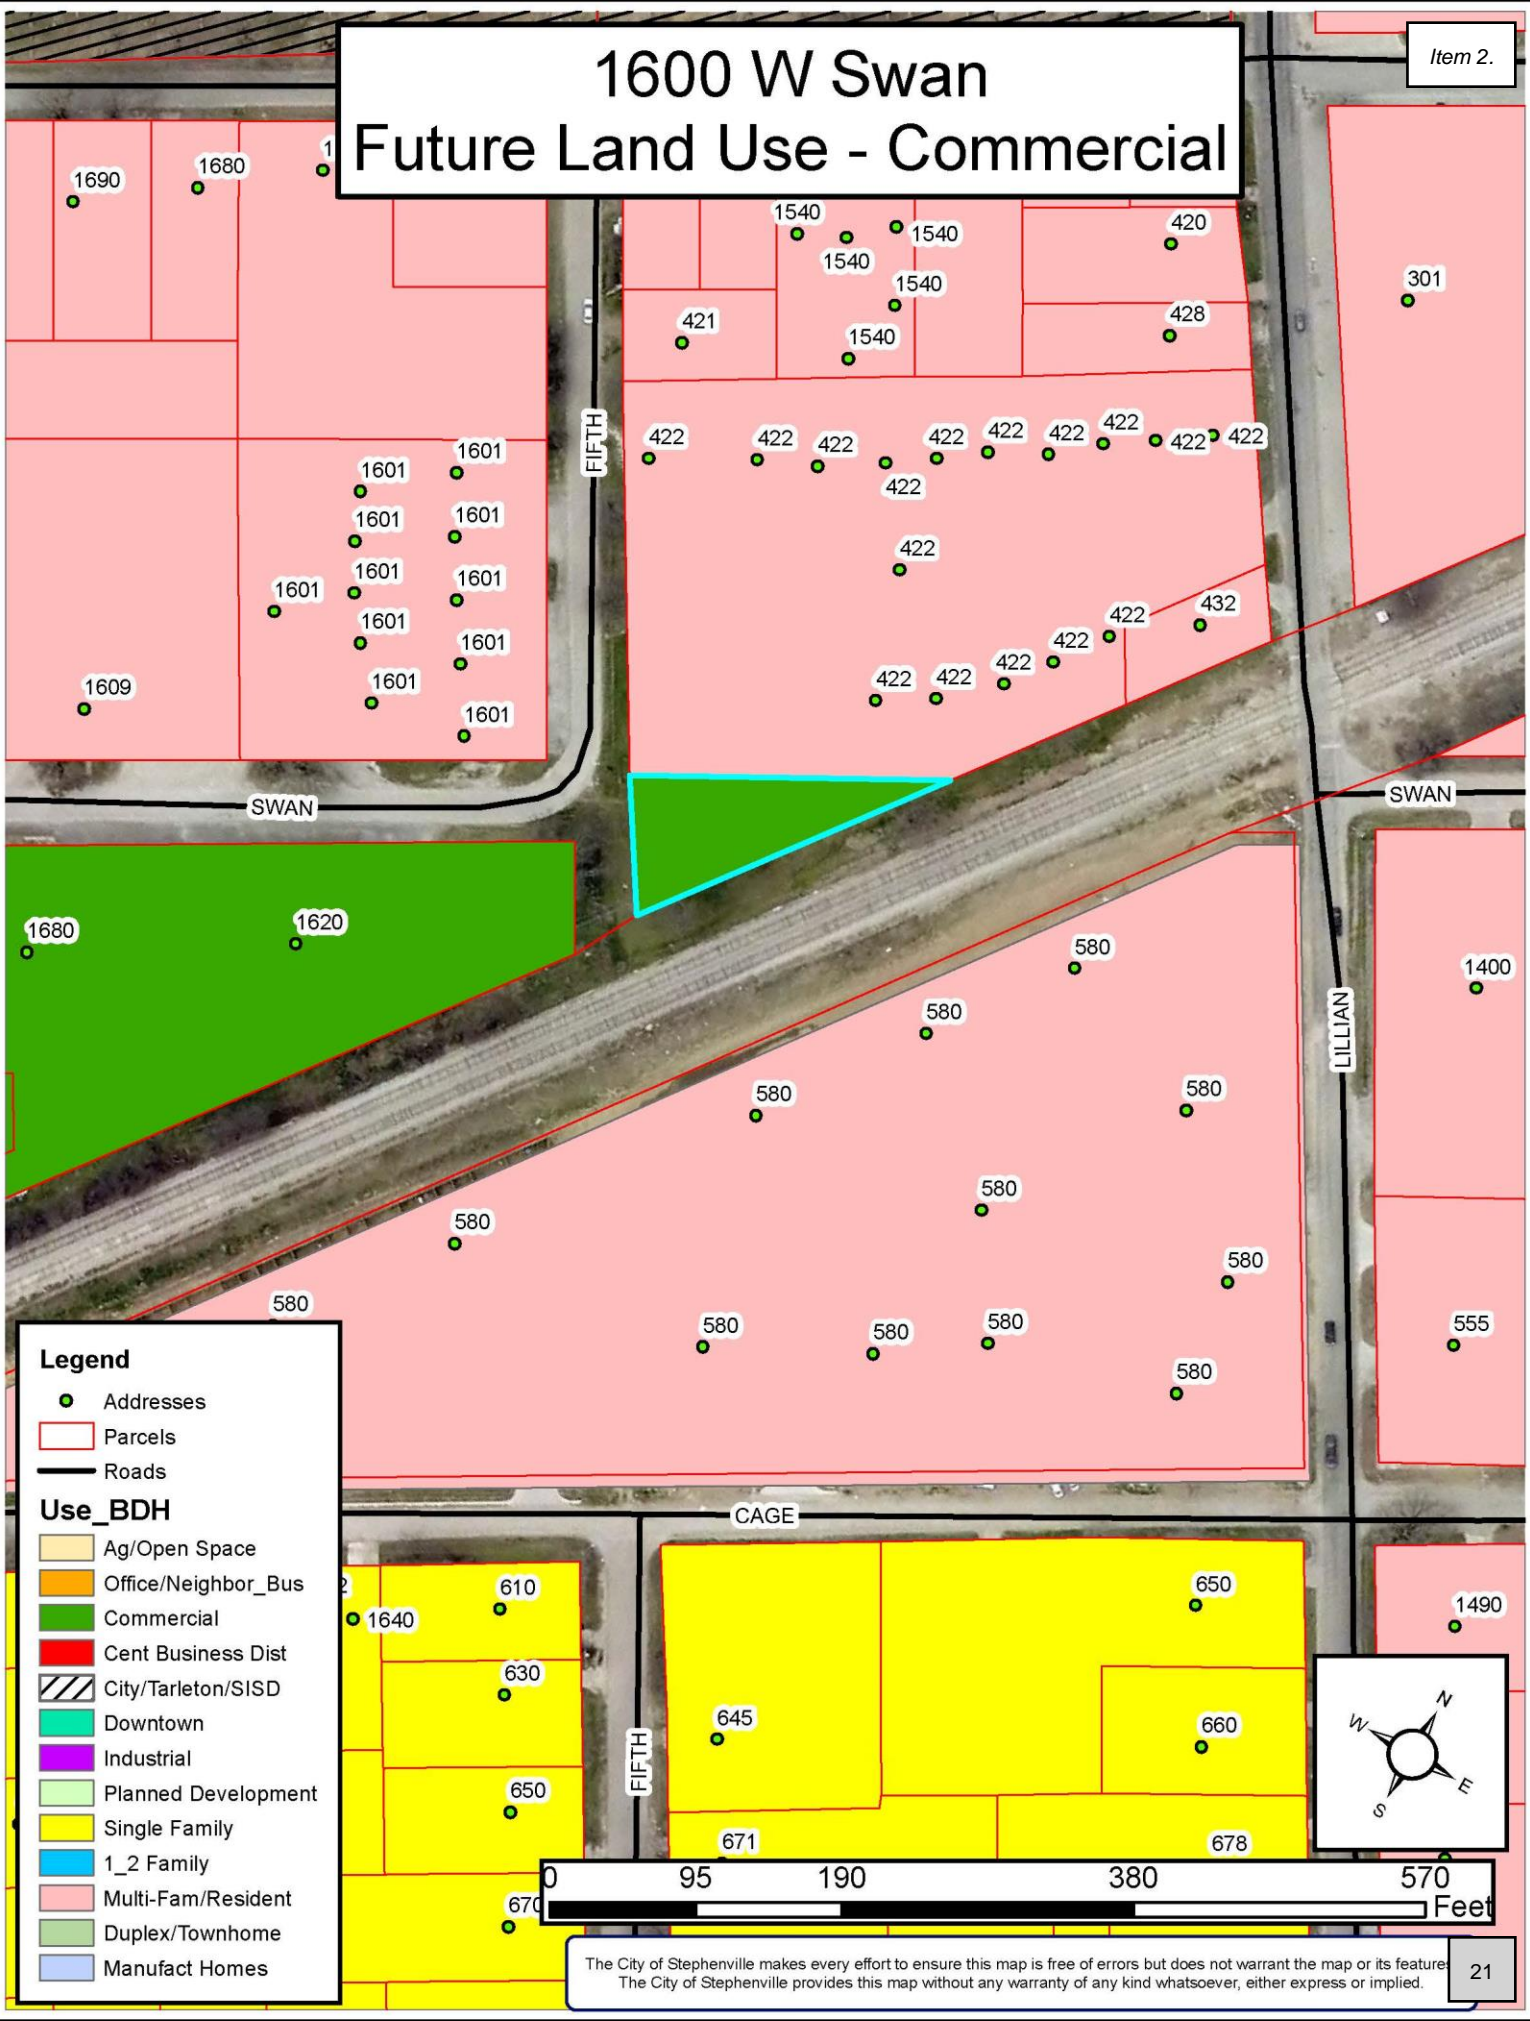 1600 W Swan
Future Land Use - Commercial
Item 2.
1690
1680
1
1540
1540
1540
420
301
1540
421
428
1540
FIFTH
422
422
422
422
422
422
422
422
422
422
1601
1601
1601
1601
422
1601
1601
1601
432
422
1601
1601
422
422
422
422
1609
1601
1601
SWAN
SWAN
1680
1620
580
1400
580
LILLIAN
580
580
580
580
580
580
580
580
580
555
580
CAGE
Legend
Addresses
Parcels
Roads
Use_BDH
Ag/Open Space
Office/Neighbor_Bus
Commercial
Cent Business Dist
City/Tarleton/SISD
Downtown
Industrial
Planned Development
Single Family
1_2 Family
Multi-Fam/Resident
Duplex/Townhome
Manufact Homes
2
1640
610
650
1490
630
645
660
FIFTH
650
671
678
670
N
W
E
S
0 95 190 380 570
Feet
The City of Stephenville makes every effort to ensure this map is free of errors but does not warrant the map or its features
The City of Stephenville provides this map without any warranty of any kind whatsoever, either express or implied.
21